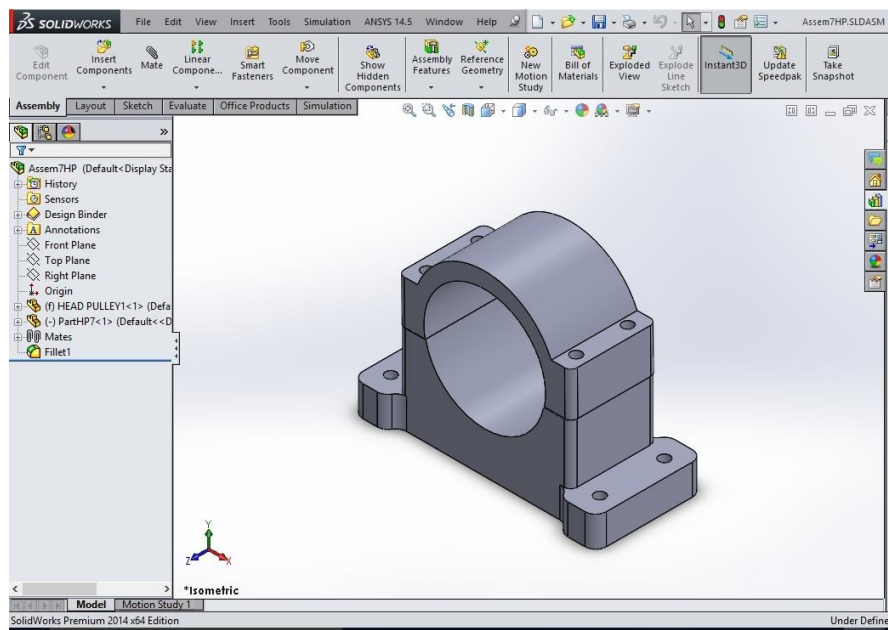 SOLIDWORKS File Edit View Insert Tools Simulation ANSYS 14.5 Window Help Assem7HP.SLDASM
Edit Component
Insert Components
Mate
Linear Compone...
Smart Fasteners
Move Component
Show Hidden Components
Assembly Features
Reference Geometry
New Motion Study
Bill of Materials
Exploded View
Explode Line Sketch
Instant3D
Update Speedpak
Take Snapshot
Assembly Layout Sketch Evaluate Office Products Simulation
Assem7HP (Default<Display Sta
History
Sensors
Design Binder
A Annotations
Front Plane
Top Plane
Right Plane
Origin
(f) HEAD PULLEY1<1> (Defa
(-) PartHP7<1> (Default<<D
Mates
Fillet1
Y
Z X
*Isometric
Model Motion Study 1
SolidWorks Premium 2014 x64 Edition Under Define